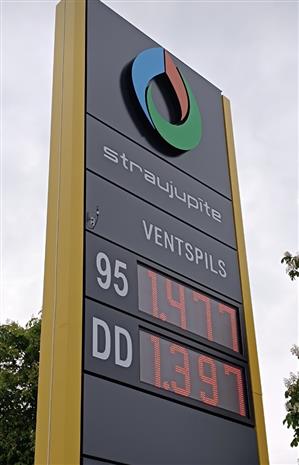 straujupīte
VENTSPILS
95 1.477
DD 1.397